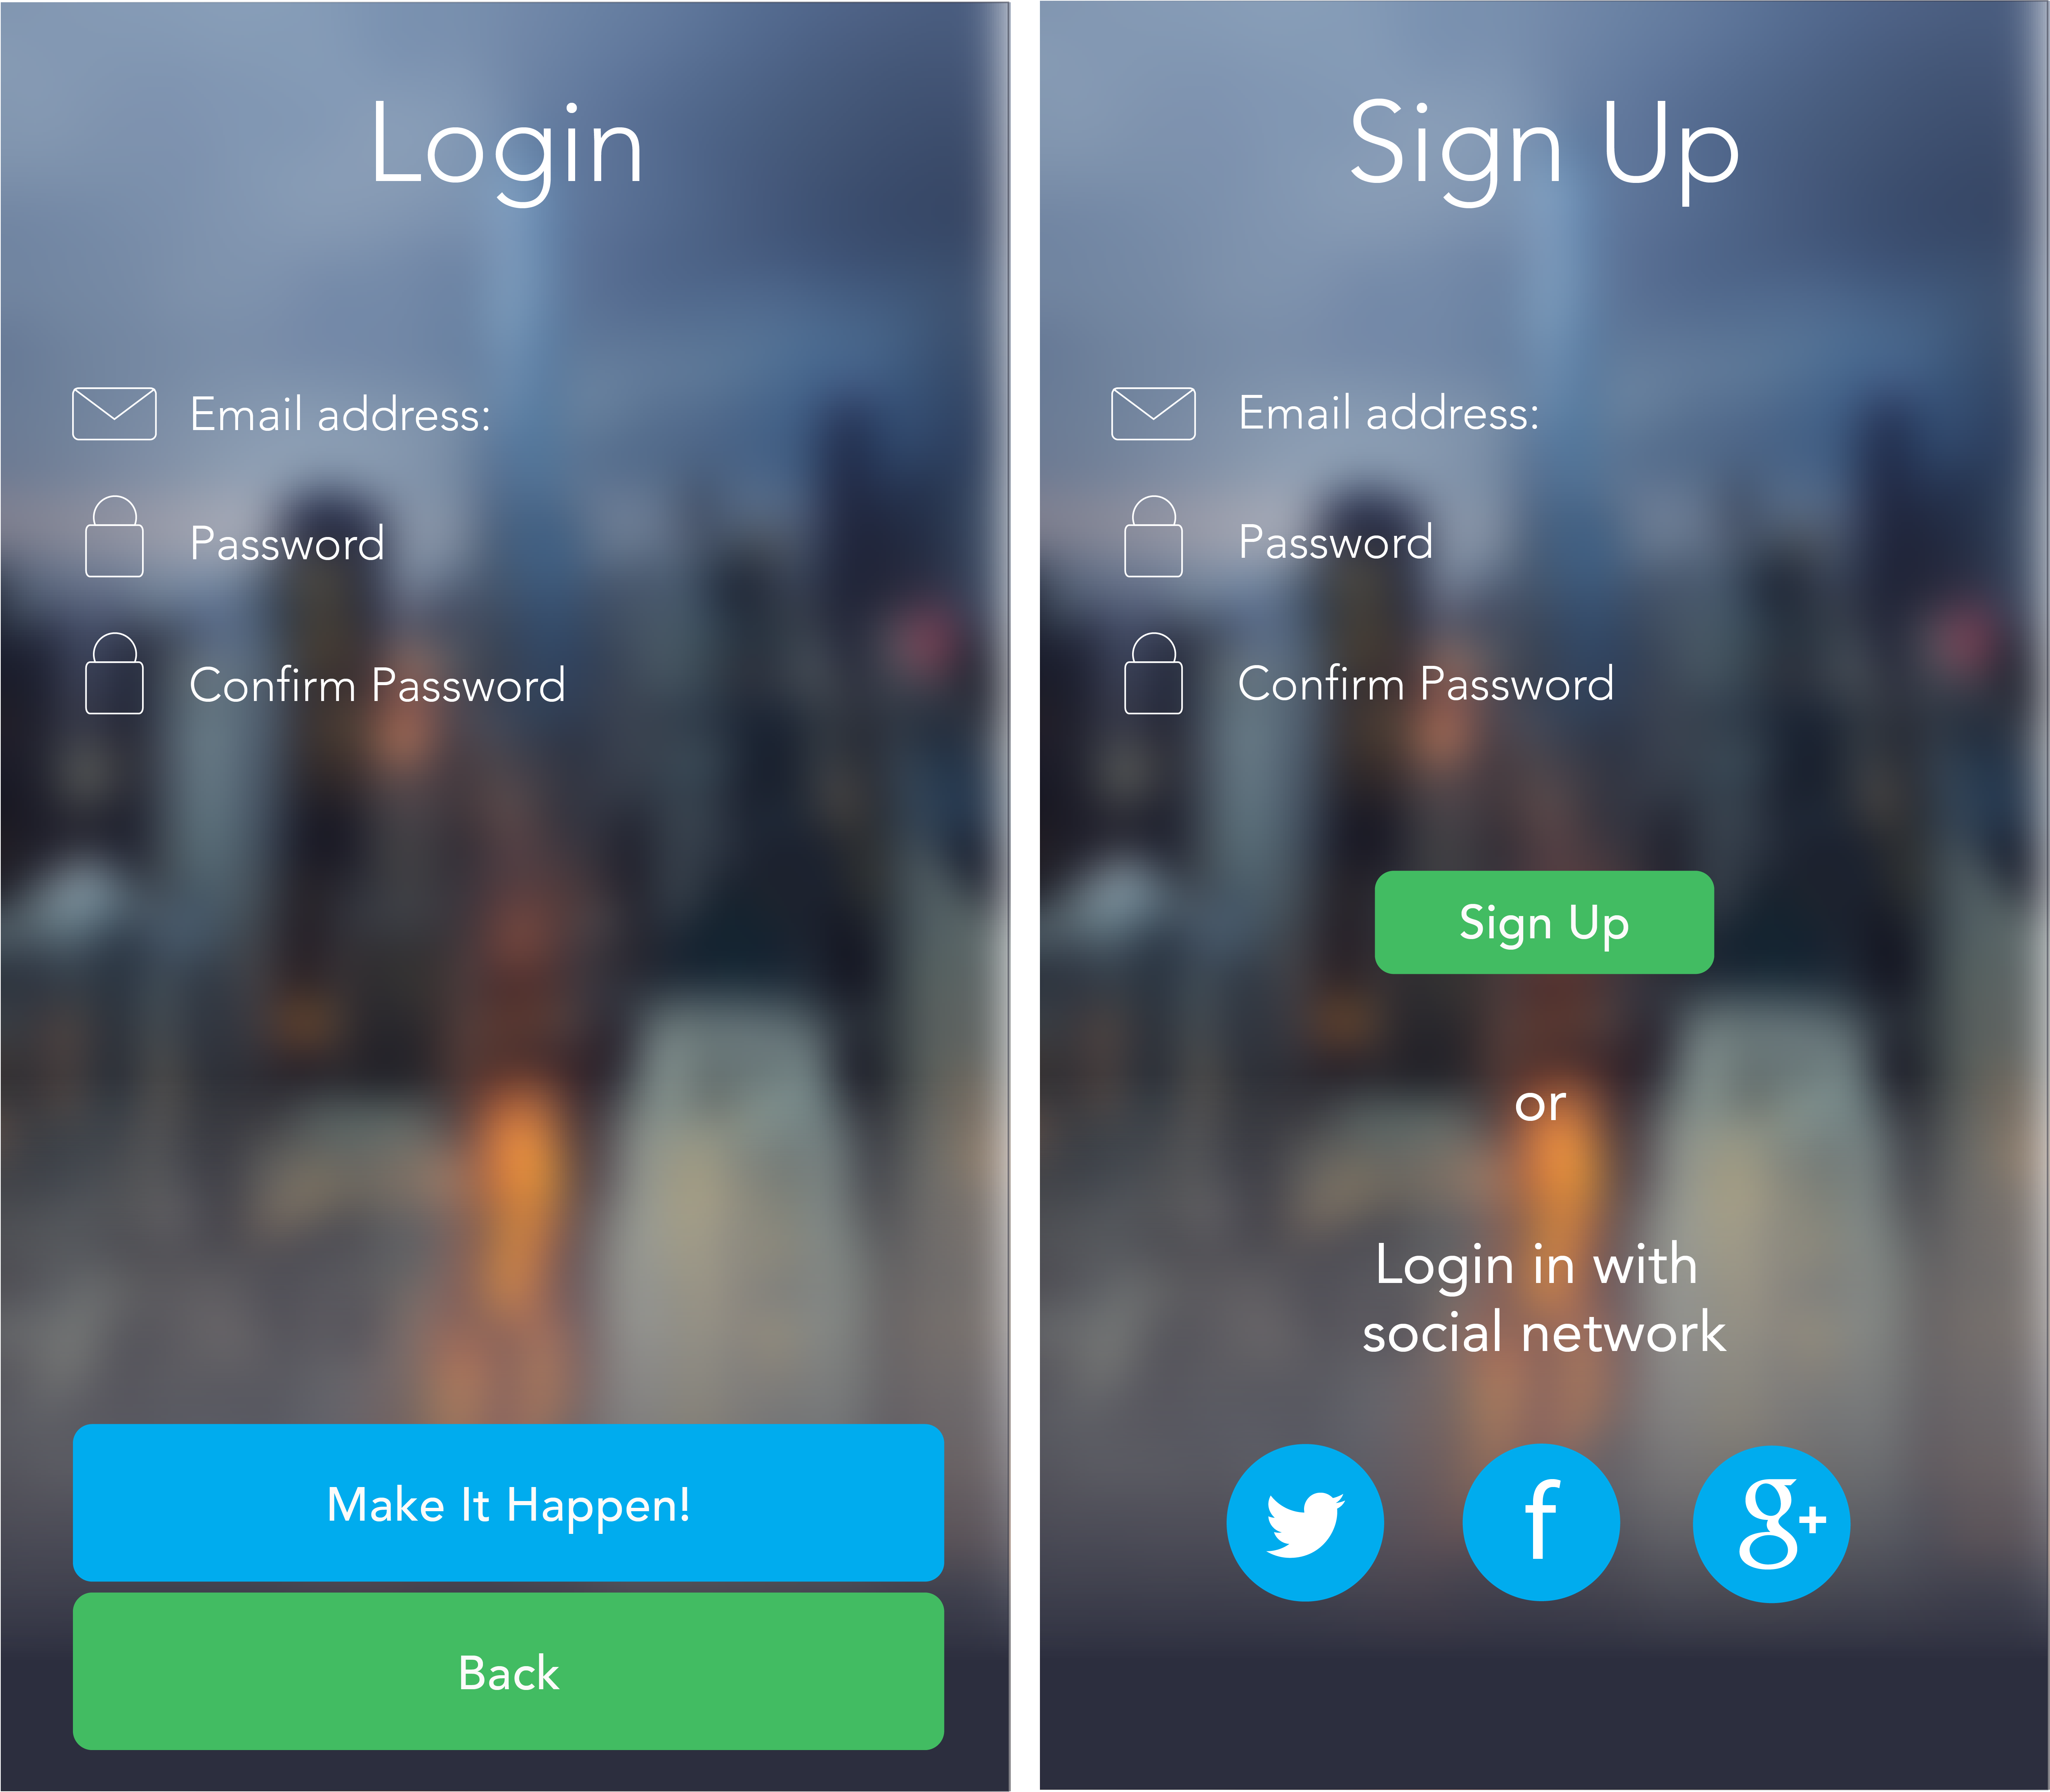 Login
Email address:
Password
Confirm Password
Make It Happen!
Back
Sign Up
Email address:
Password
Confirm Password
Sign Up
or
Login in with
social network
f
g+